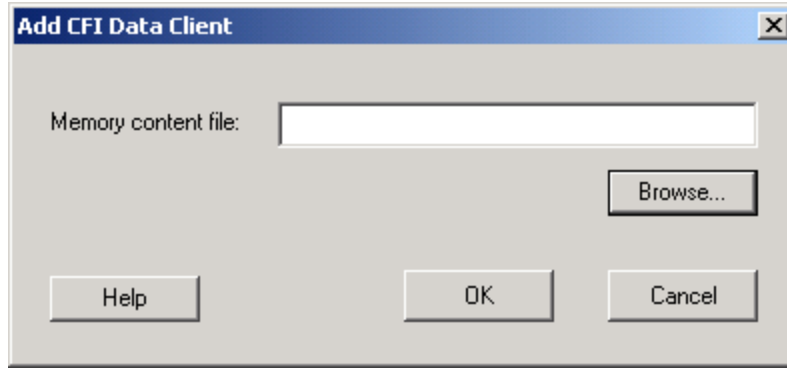 Add CFI Data Client
Memory content file:
Browse...
Help OK Cancel